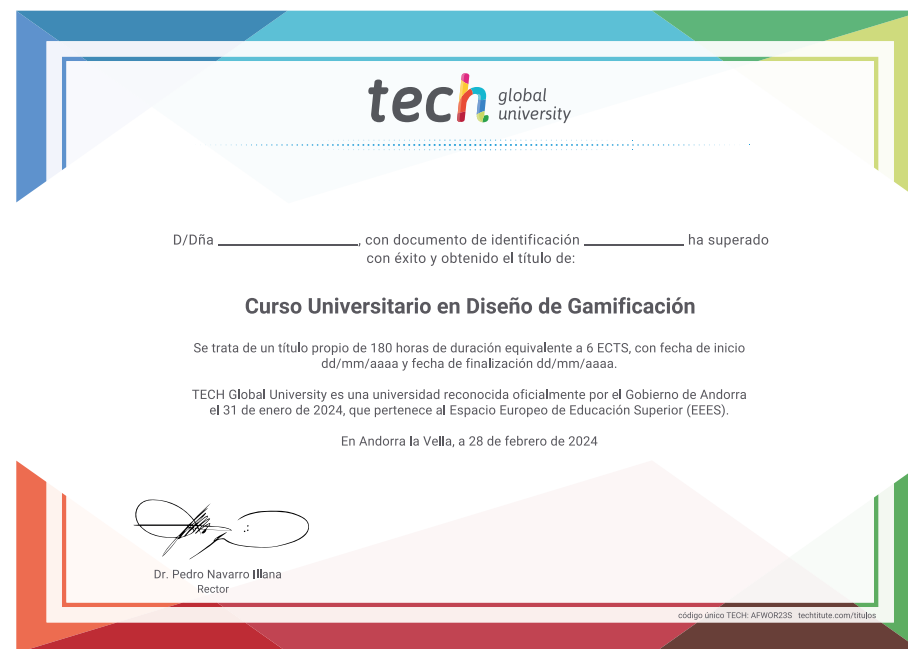 tech global university
D/Dña ____________, con documento de identificación ____________ ha superado
con éxito y obtenido el título de:
Curso Universitario en Diseño de Gamificación
Se trata de un título propio de 180 horas de duración equivalente a 6 ECTS, con fecha de inicio
dd/mm/aaaa y fecha de finalización dd/mm/aaaa.
TECH Global University es una universidad reconocida oficialmente por el Gobierno de Andorra
el 31 de enero de 2024, que pertenece al Espacio Europeo de Educación Superior (EEES).
En Andorra la Vella, a 28 de febrero de 2024
Dr. Pedro Navarro Illana
Rector
código único TECH: AFWOR23S techtitute.com/titulos